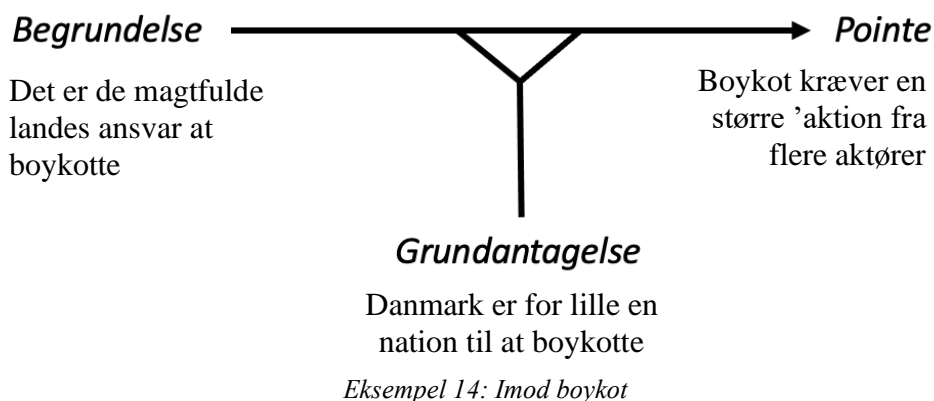 Begrundelse
Pointe
Det er de magtfulde
landes ansvar at
boykotte
Boykot kræver en
større ’aktion fra
flere aktører
Grundantagelse
Danmark er for lille en
nation til at boykotte
Eksempel 14: Imod boykot